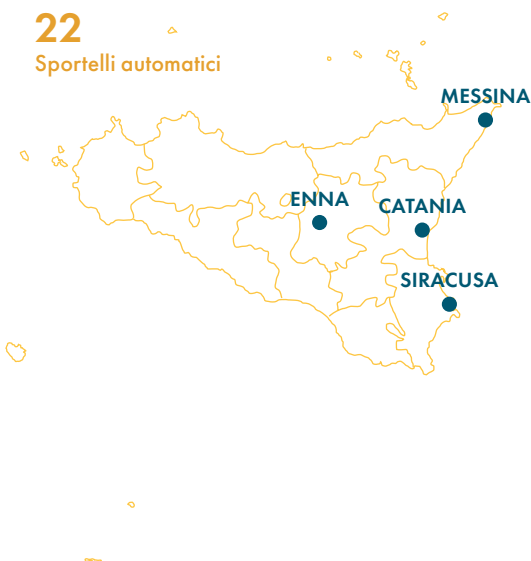 22
Sportelli automatici
MESSINA
ENNA
CATANIA
SIRACUSA